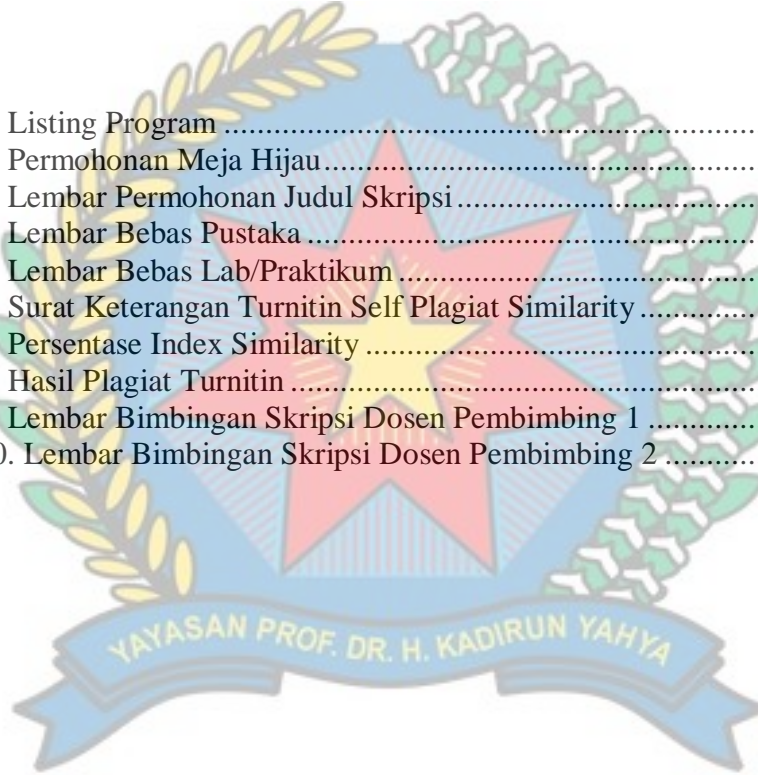 Listing Program ................................................................
Permohonan Meja Hijau.....................................................
Lembar Permohonan Judul Skripsi.....................................
Lembar Bebas Pustaka .......................................................
Lembar Bebas Lab/Praktikum............................................
Surat Keterangan Turnitin Self Plagiat Similarity..............
Persentase Index Similarity ................................................
Hasil Plagiat Turnitin .........................................................
Lembar Bimbingan Skripsi Dosen Pembimbing 1 .............
0. Lembar Bimbingan Skripsi Dosen Pembimbing 2 ...........
YAYASAN PROF. DR. H. KADIRUN YAHYA